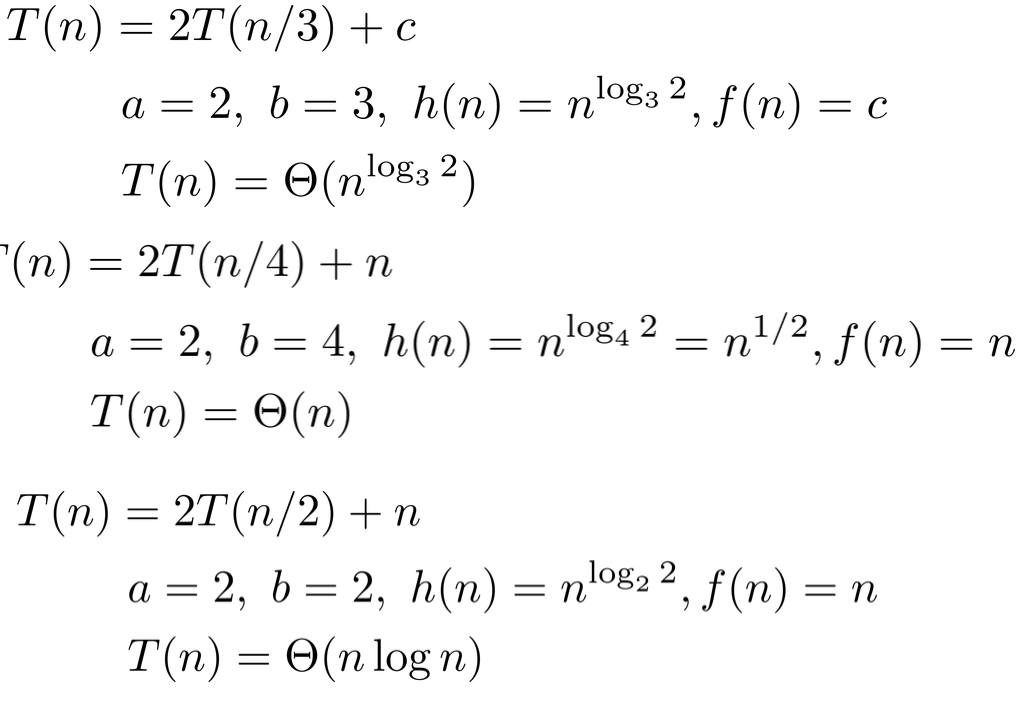 T(n) = 2T(n/3) + c
a = 2, b = 3, h(n) = n^{log_3 2}, f(n) = c
T(n) = Θ(n^{log_3 2})
T(n) = 2T(n/4) + n
a = 2, b = 4, h(n) = n^{log_4 2} = n^{1/2}, f(n) = n
T(n) = Θ(n)
T(n) = 2T(n/2) + n
a = 2, b = 2, h(n) = n^{log_2 2}, f(n) = n
T(n) = Θ(n log n)